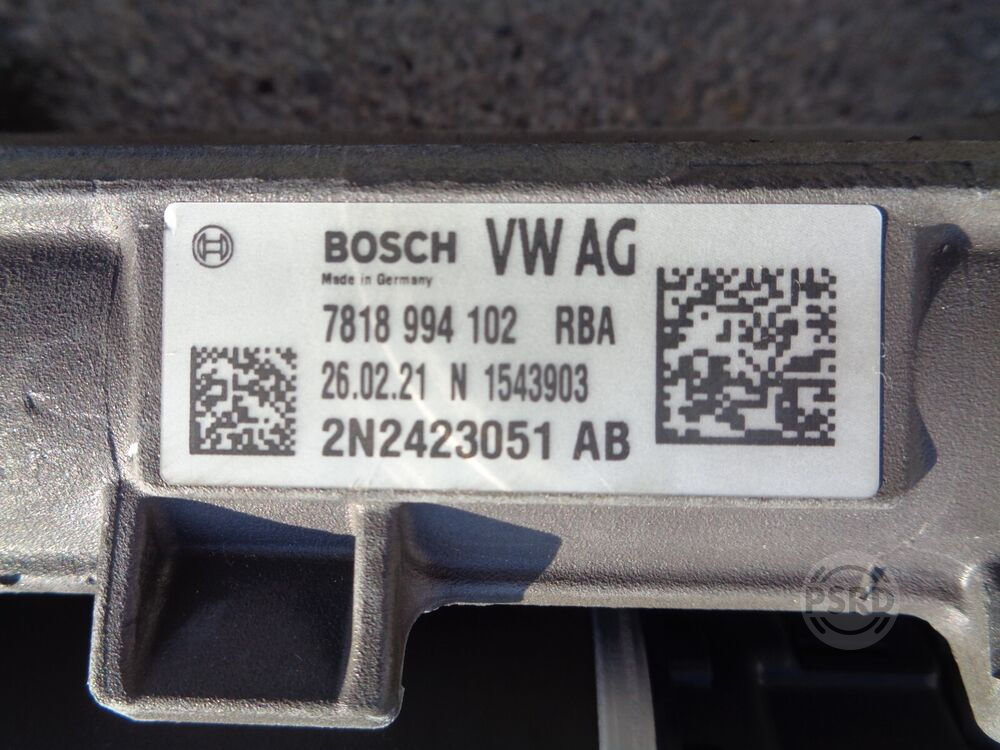 BOSCH VW AG
Made in Germany
7818 994 102 RBA
26.02.21 N 1543903
2N2423051 AB
PSRD